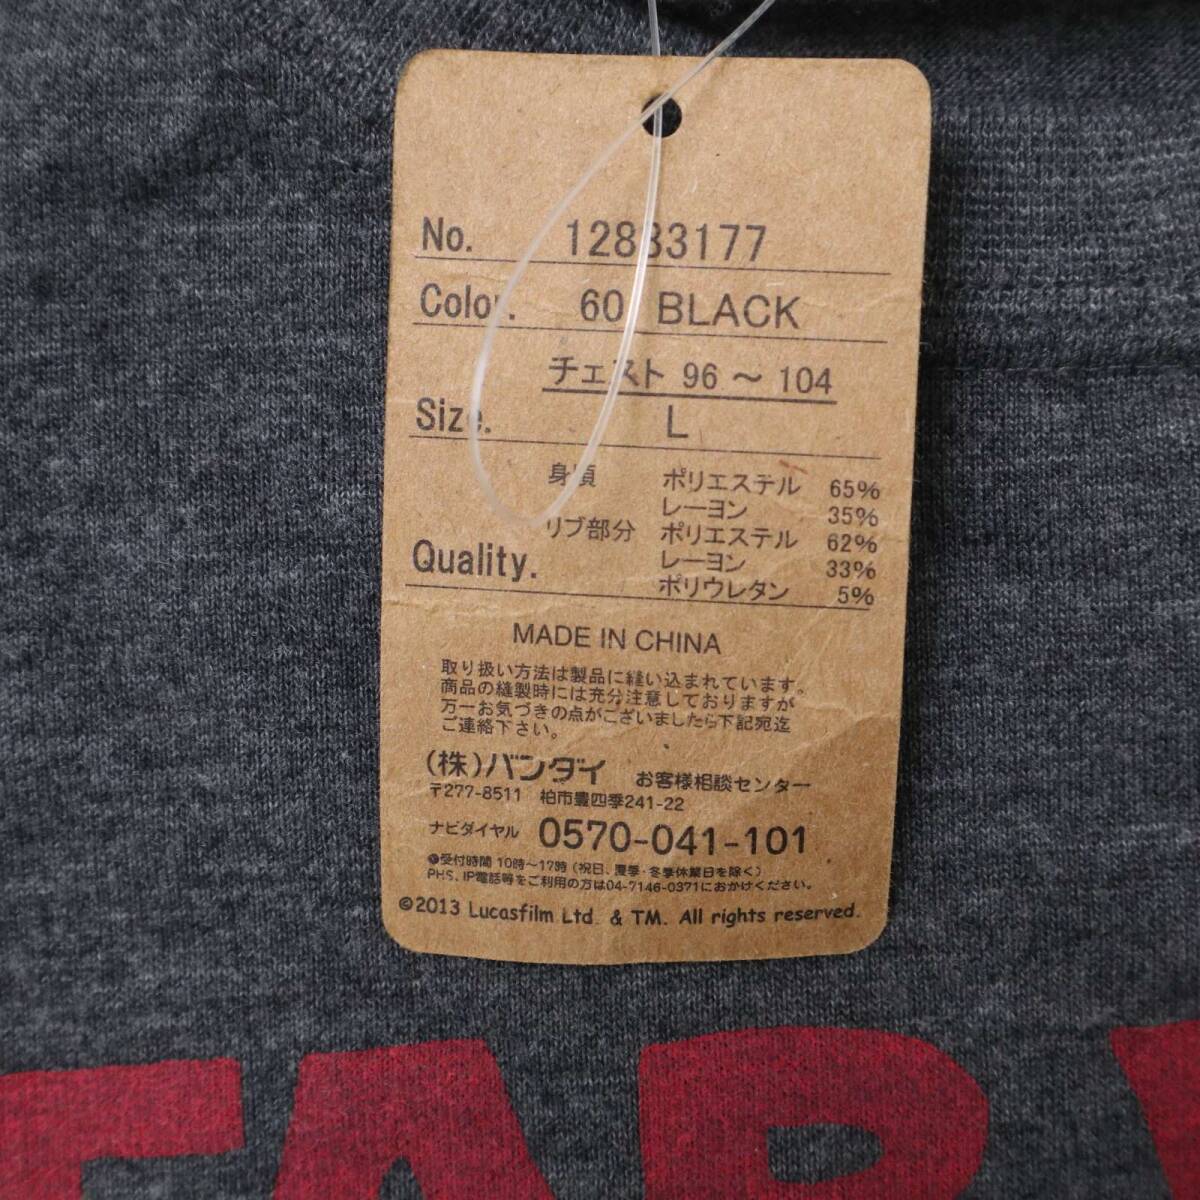 No. 12883177
Color. 60 BLACK
チェスト 96 ～ 104
Size. L
身頃 ポリエステル 65%
レーヨン 35%
リブ部分 ポリエステル 62%
レーヨン 33%
ポリウレタン 5%
Quality.
MADE IN CHINA
取り扱い方法は製品に縫い込まれています。
商品の縫製時には充分注意しておりますが
万一お気づきの点がございましたら下記宛迄
ご連絡下さい。
(株)バンダイ お客様相談センター
〒277-8511 柏市豊四季241-22
ナビダイヤル 0570-041-101
●受付時間 10時～17時 (祝日、夏季・冬季休業日を除く)
PHS、IP電話等をご利用の方は04-7146-0371におかけください。
©2013 Lucasfilm Ltd. & TM. All rights reserved.
TAR